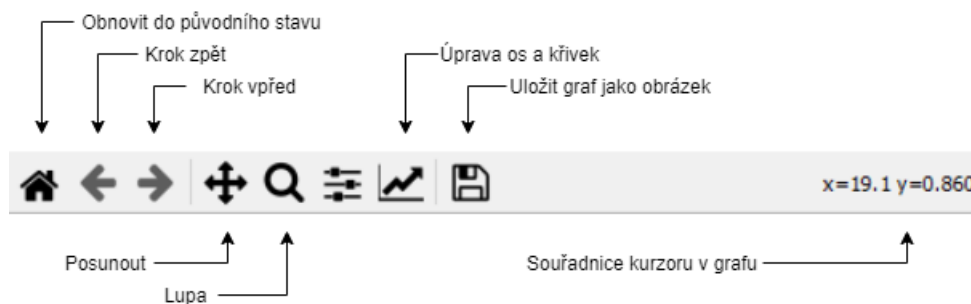 Obnovit do původního stavu
Krok zpět
Úprava os a křivek
Krok vpřed
Uložit graf jako obrázek
x=19.1 y=0.860
Posunout
Souřadnice kurzoru v grafu
Lupa